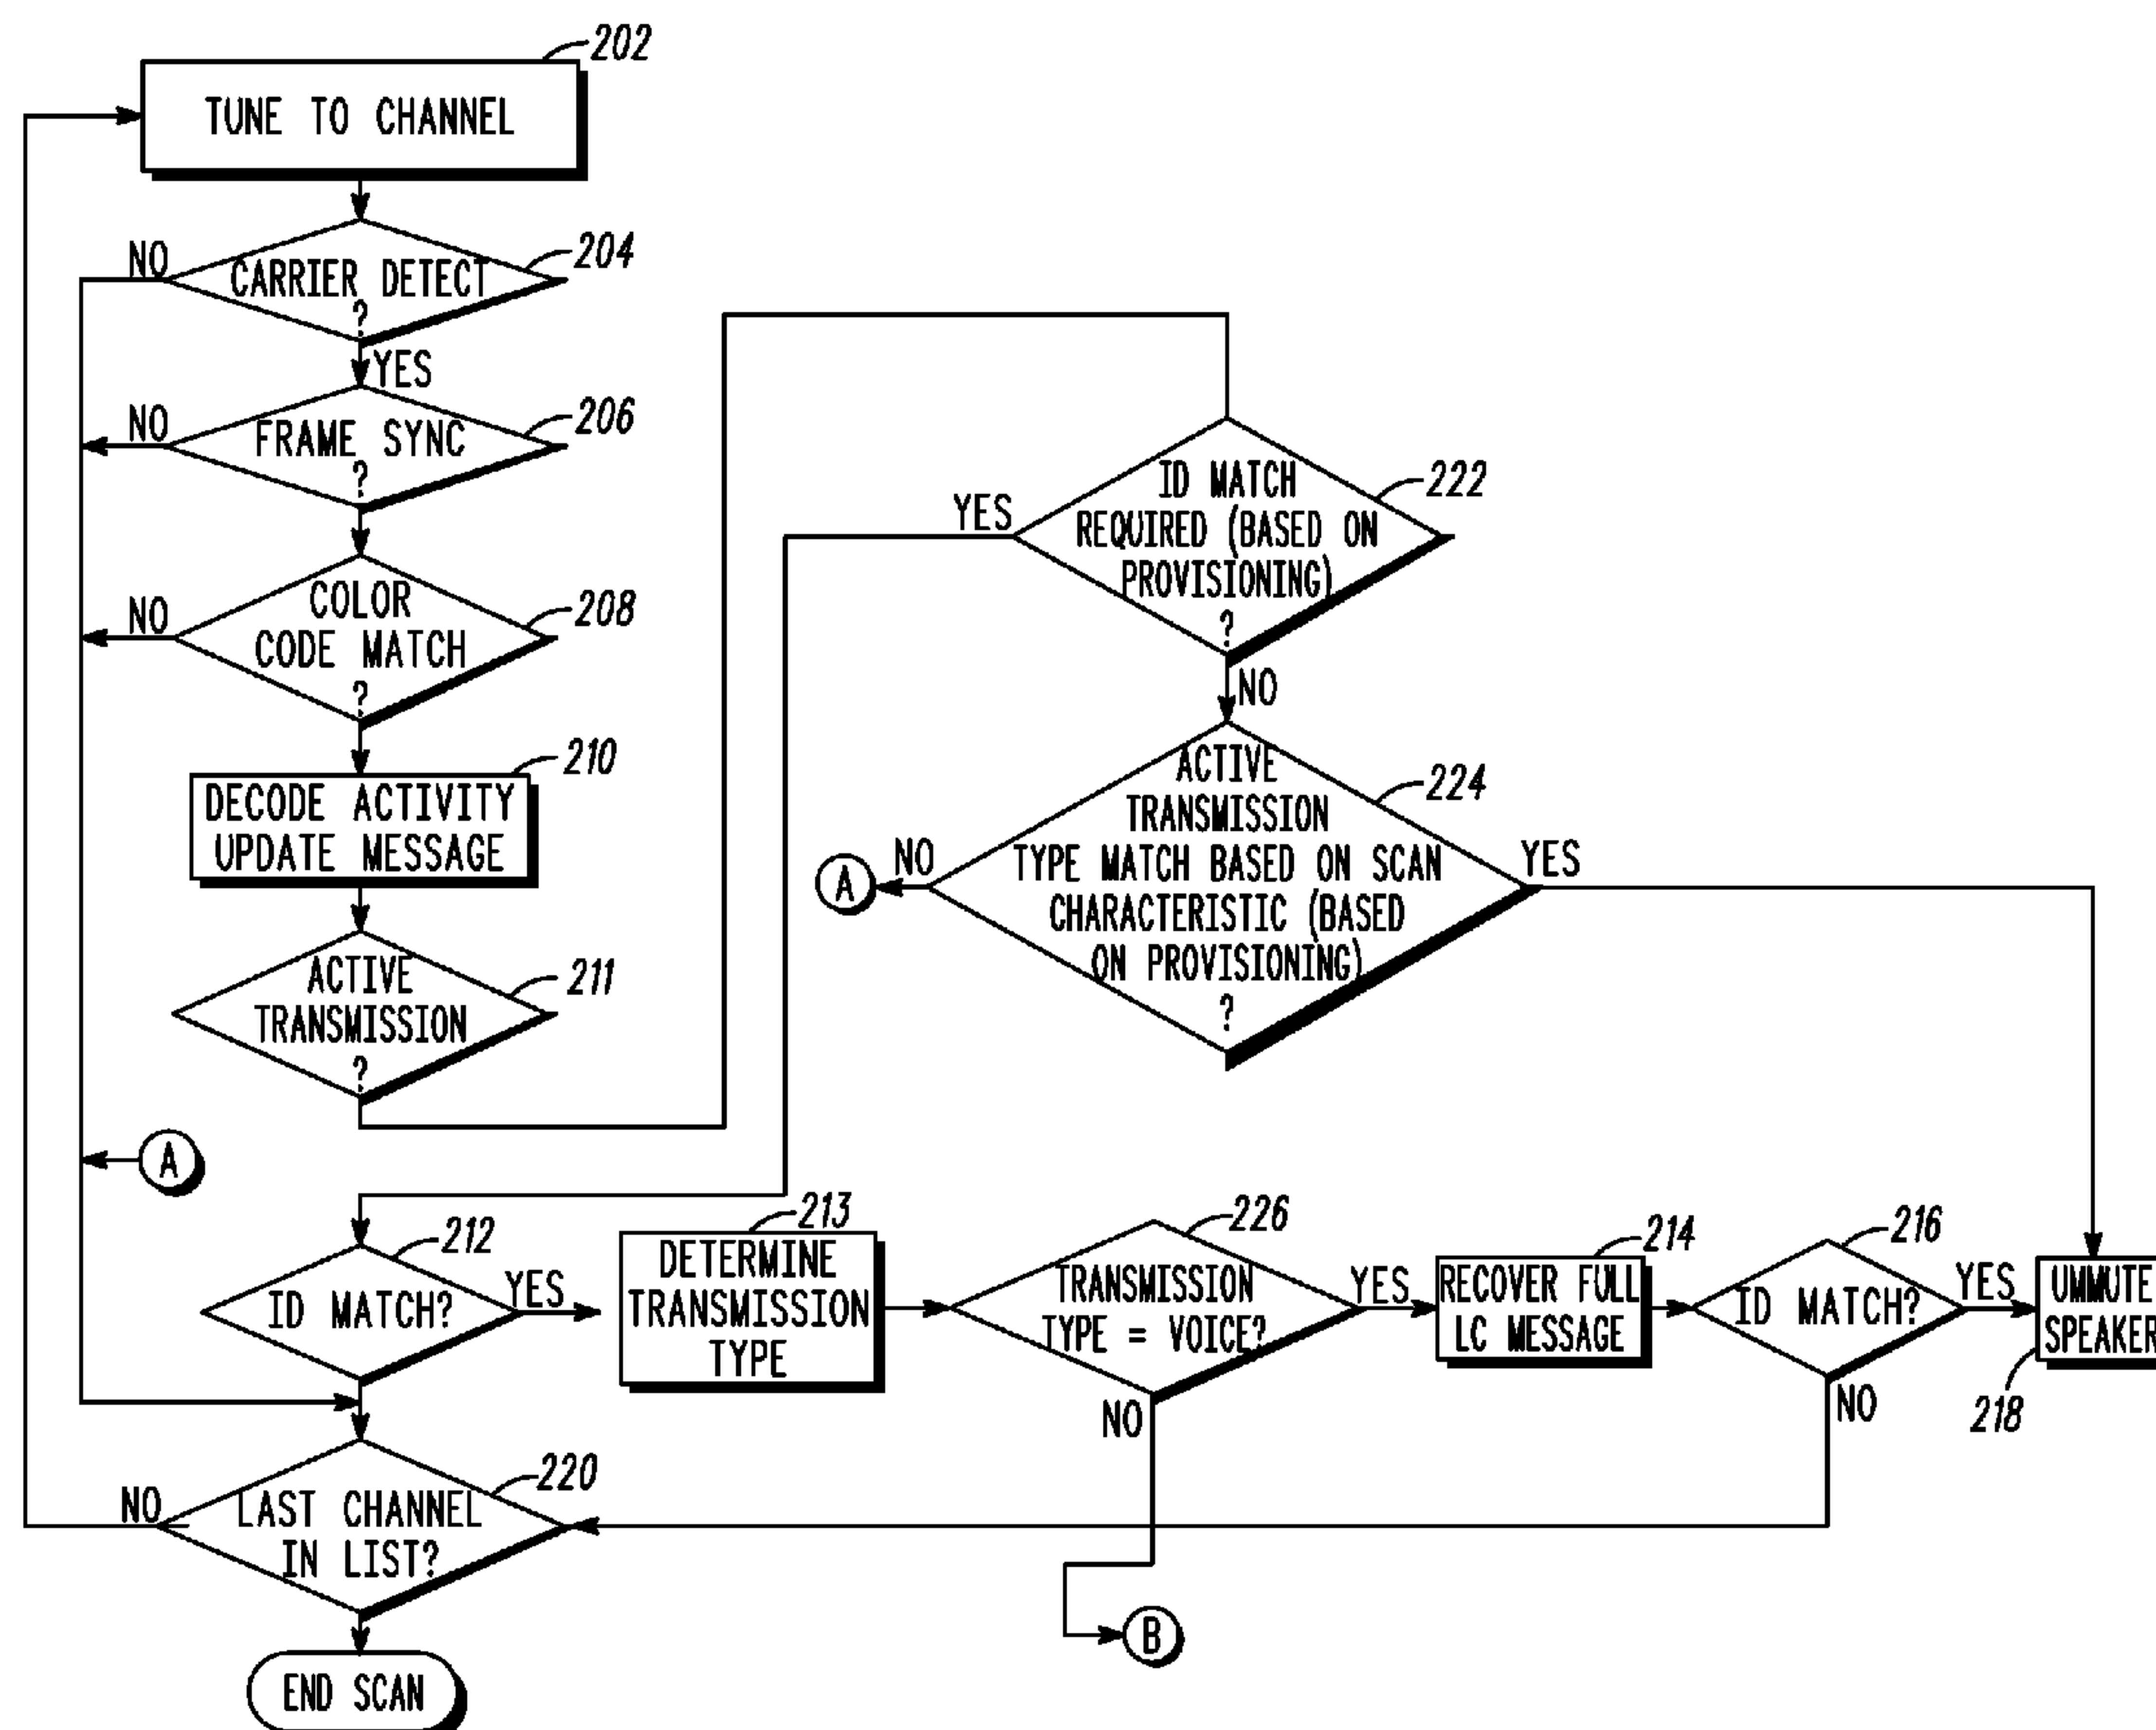 202
TUNE TO CHANNEL
204
NO
CARRIER DETECT
?
YES
206
NO
FRAME SYNC
?
208
NO
COLOR
CODE MATCH
?
210
DECODE ACTIVITY
UPDATE MESSAGE
211
ACTIVE
TRANSMISSION
?
A
222
YES
ID MATCH
REQUIRED (BASED ON
PROVISIONING)
?
NO
224
ACTIVE
TRANSMISSION
TYPE MATCH BASED ON SCAN
CHARACTERISTIC (BASED
ON PROVISIONING)
?
A
NO
YES
212
ID MATCH?
YES
213
DETERMINE
TRANSMISSION
TYPE
226
TRANSMISSION
TYPE = VOICE?
YES
NO
214
RECOVER FULL
LC MESSAGE
216
ID MATCH?
YES
NO
UMMUTE
SPEAKER
218
220
NO
LAST CHANNEL
IN LIST?
B
END SCAN